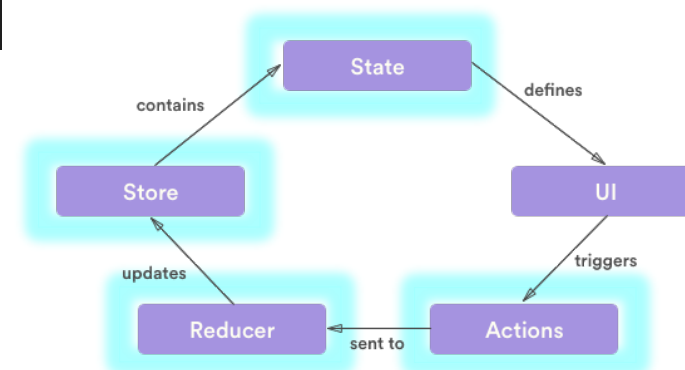 State
defines
contains
Store
UI
triggers
updates
Reducer
sent to
Actions